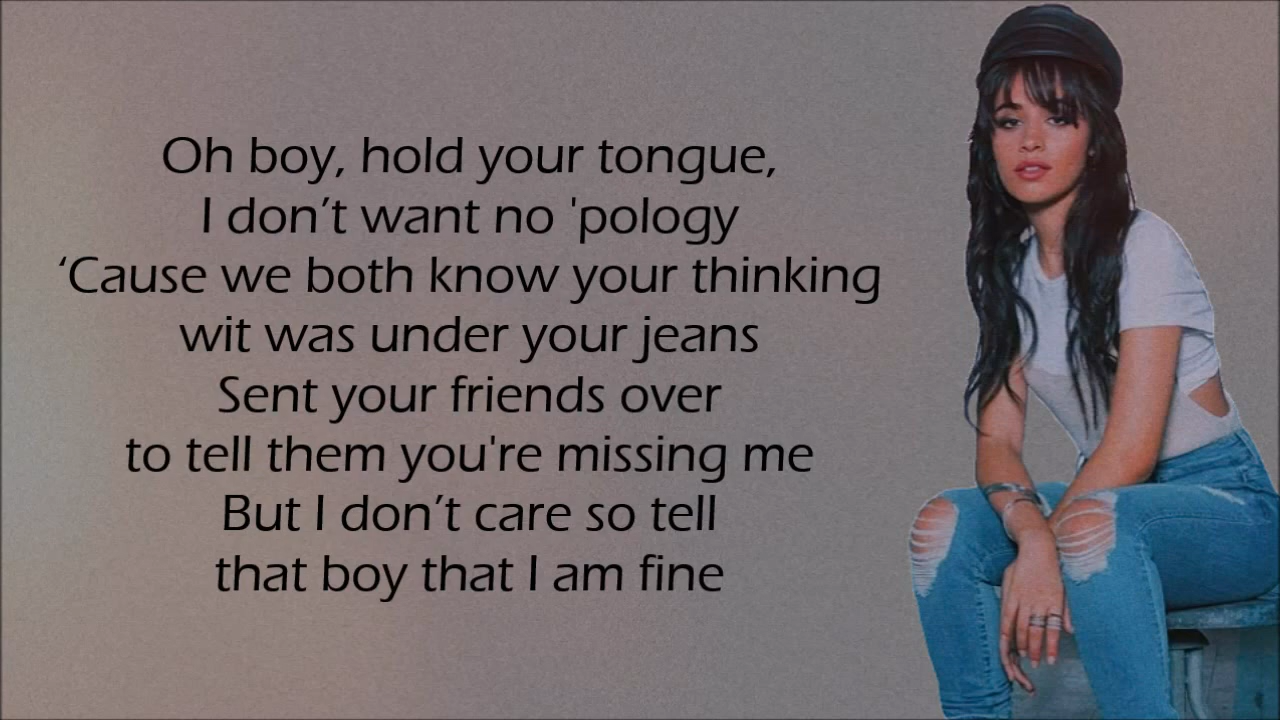 Oh boy, hold your tongue,
I don’t want no 'pology
‘Cause we both know your thinking
wit was under your jeans
Sent your friends over
to tell them you're missing me
But I don’t care so tell
that boy that I am fine